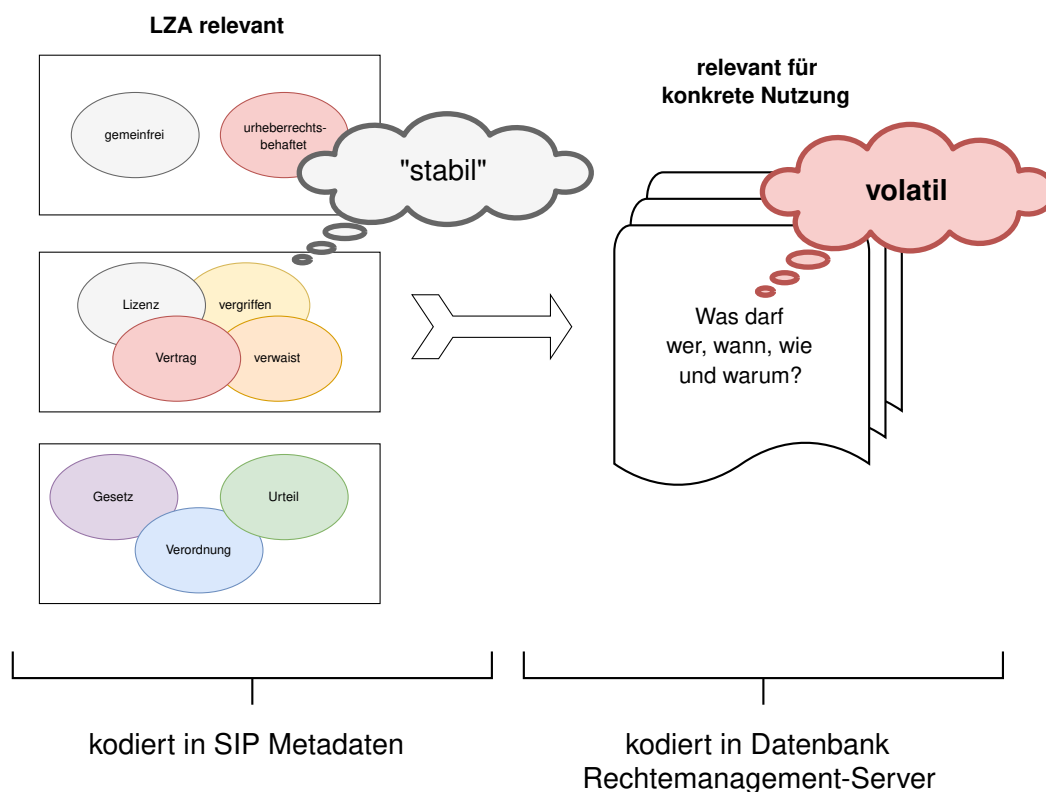 LZA relevant
gemeinfrei
urheberrechts-
behaftet
"stabil"
Lizenz
vergriffen
Vertrag
verwaist
Gesetz
Urteil
Verordnung
kodiert in SIP Metadaten
relevant für
konkrete Nutzung
volatil
Was darf
wer, wann, wie
und warum?
kodiert in Datenbank
Rechtemanagement-Server